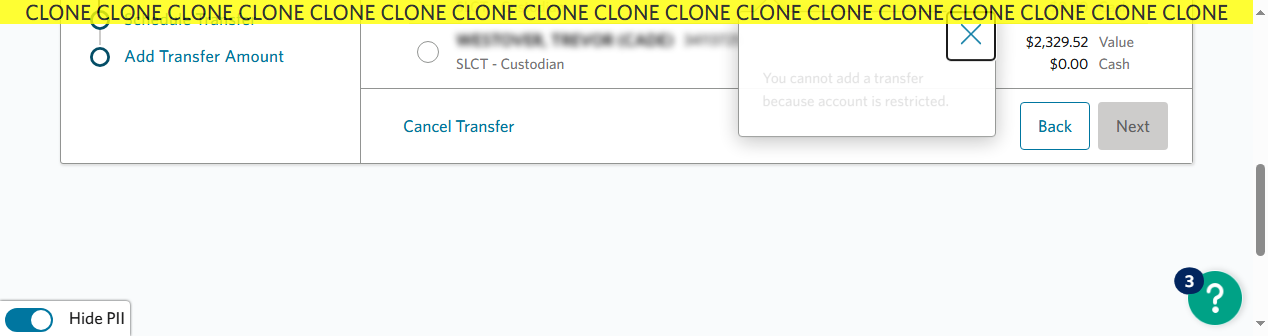 CLONE CLONE CLONE CLONE CLONE CLONE CLONE CLONE CLONE CLONE CLONE CLONE CLONE CLONE CLONE CLONE CLONE
Schedule Transfer
Add Transfer Amount
SLCT - Custodian
You cannot add a transfer
because account is restricted.
$2,329.52 Value
$0.00 Cash
Cancel Transfer
Back
Next
3
?
Hide PII